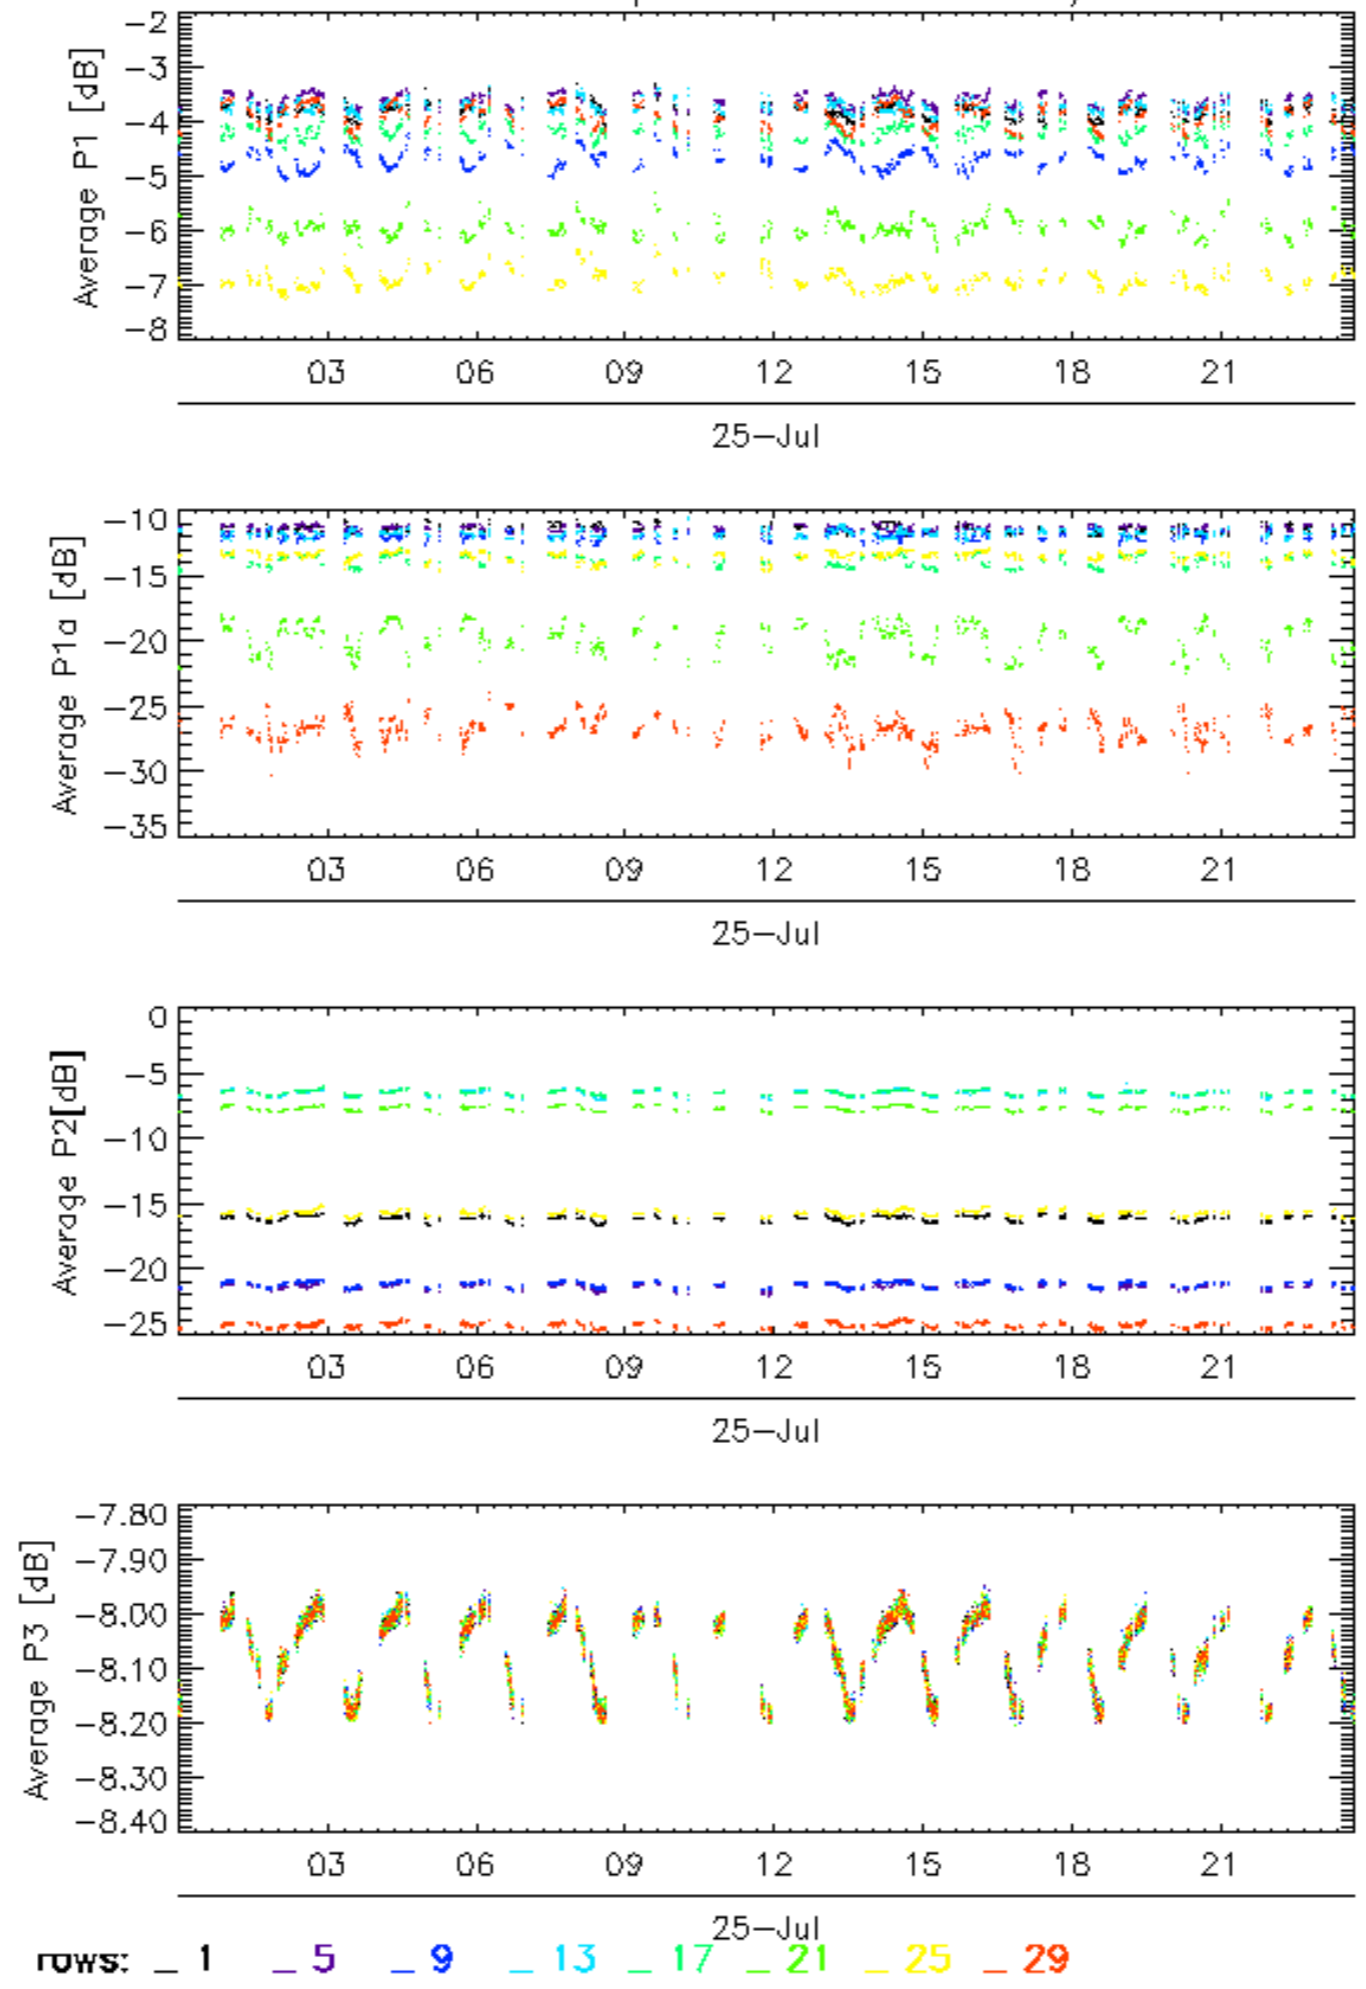 Average P1 [dB]
-2
-3
-4
-5
-6
-7
-8
03 06 09 12 15 18 21
25-Jul
Average P1a [dB]
-10
-15
-20
-25
-30
-35
03 06 09 12 15 18 21
25-Jul
Average P2[dB]
0
-5
-10
-15
-20
-25
03 06 09 12 15 18 21
25-Jul
Average P3 [dB]
-7.80
-7.90
-8.00
-8.10
-8.20
-8.30
-8.40
03 06 09 12 15 18 21
25-Jul
rows: _ 1 _ 5 _ 9 _ 13 _ 17 _ 21 _ 25 _ 29